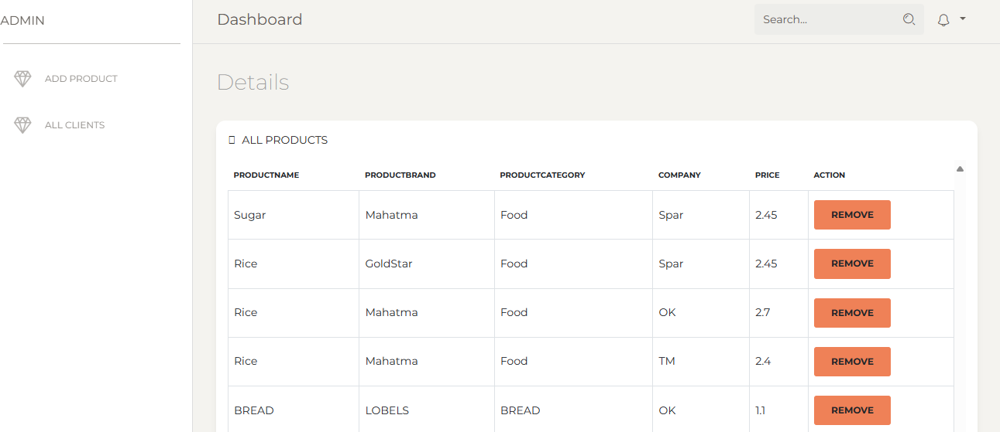 ADMIN
Dashboard
Search...
ADD PRODUCT
ALL CLIENTS
Details
ALL PRODUCTS
PRODUCTNAME PRODUCTBRAND PRODUCTCATEGORY COMPANY PRICE ACTION
Sugar Mahatma Food Spar 2.45 REMOVE
Rice GoldStar Food Spar 2.45 REMOVE
Rice Mahatma Food OK 2.7 REMOVE
Rice Mahatma Food TM 2.4 REMOVE
BREAD LOBELS BREAD OK 1.1 REMOVE